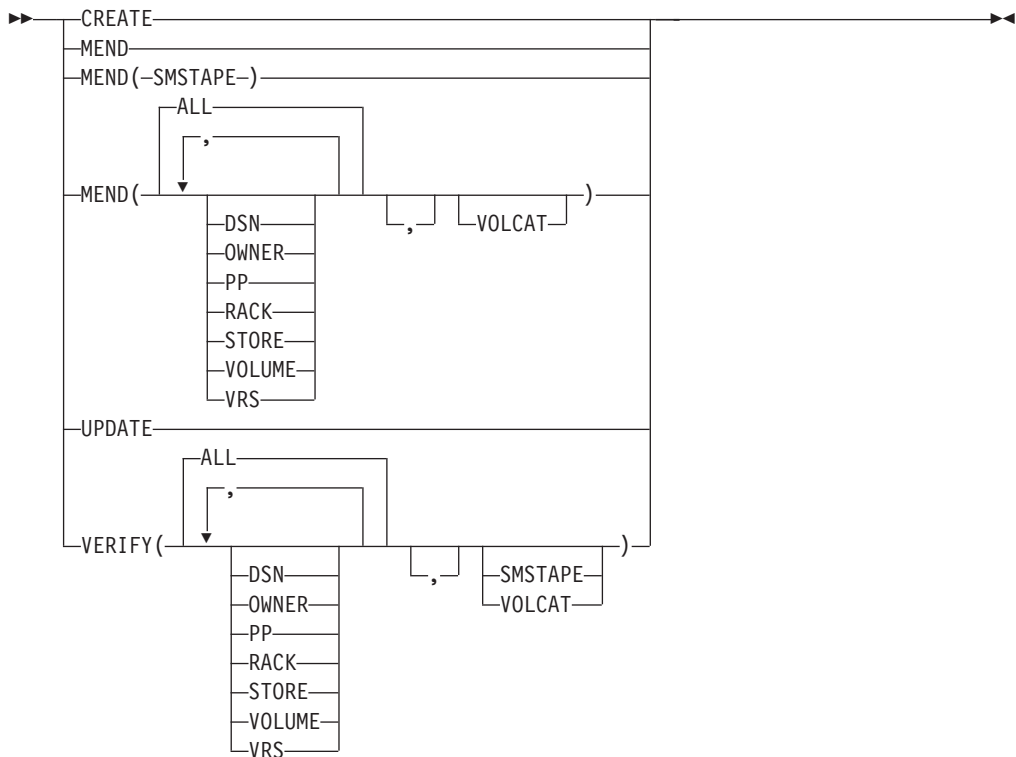 CREATE
MEND
MEND( SMSTAPE )
ALL
,
MEND( )
DSN , VOLCAT
OWNER
PP
RACK
STORE
VOLUME
VRS
UPDATE
ALL
,
VERIFY( )
DSN , SMSTAPE
OWNER VOLCAT
PP
RACK
STORE
VOLUME
VRS